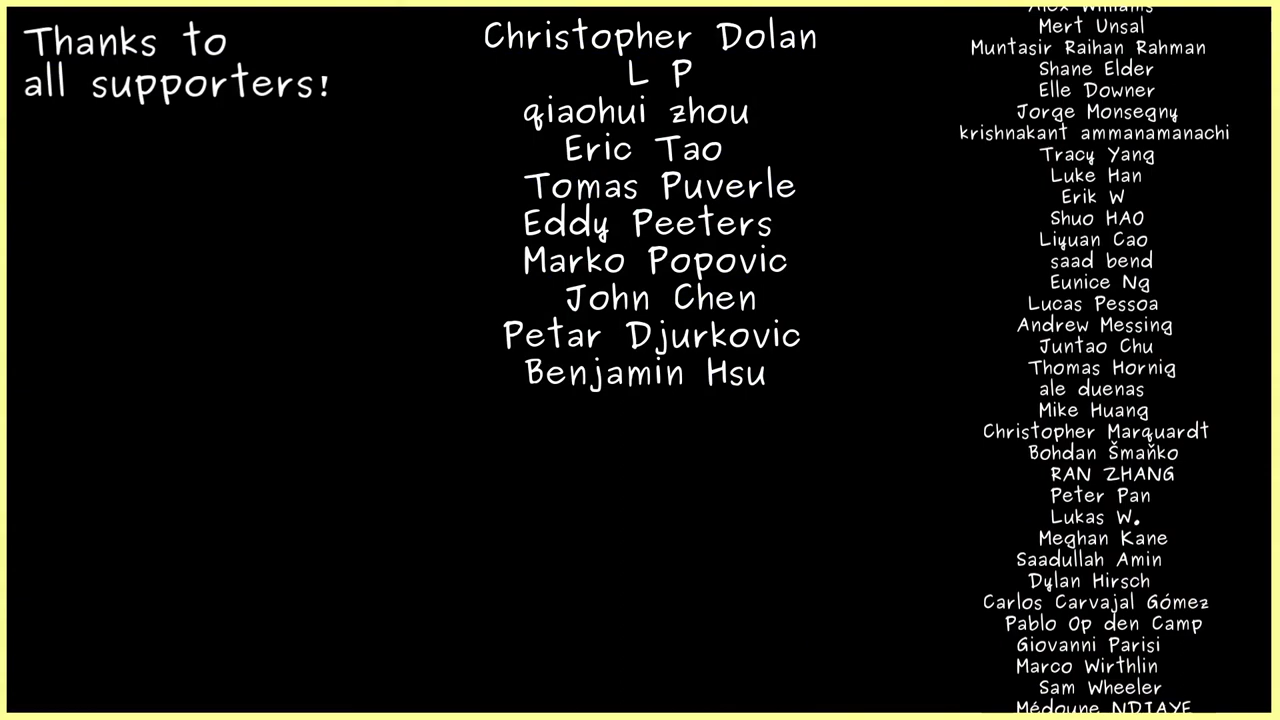 Thanks to
all supporters!
Christopher Dolan
L P
qiaohui zhou
Eric Tao
Tomas Puverle
Eddy Peeters
Marko Popovic
John Chen
Petar Djurkovic
Benjamin Hsu
Alex Williams
Mert Unsal
Muntasir Raihan Rahman
Shane Elder
Elle Downer
Jorge Monsegny
krishnakant ammanamanachi
Tracy Yang
Luke Han
Erik W
Shuo HAO
Liyuan Cao
saad bend
Eunice Ng
Lucas Pessoa
Andrew Messing
Juntao Chu
Thomas Hornig
ale duenas
Mike Huang
Christopher Marquardt
Bohdan Šmaňko
RAN ZHANG
Peter Pan
Lukas W.
Meghan Kane
Saadullah Amin
Dylan Hirsch
Carlos Carvajal Gómez
Pablo Op den Camp
Giovanni Parisi
Marco Wirthlin
Sam Wheeler
Médoune NDIAYE